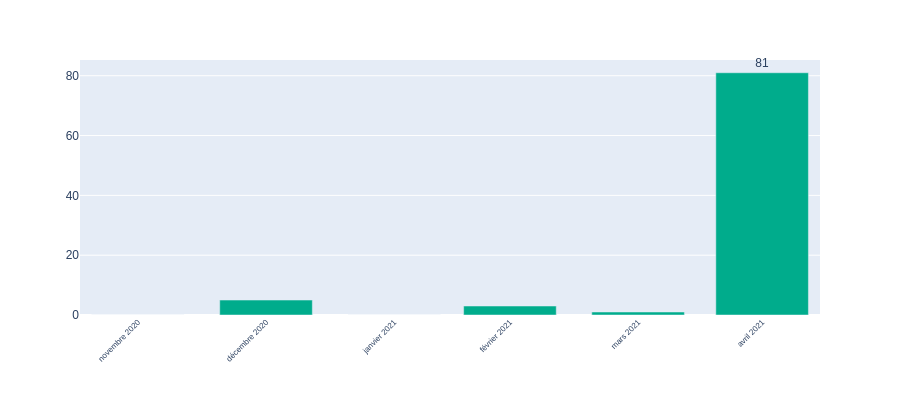 81
80
60
40
20
0
novembre 2020
décembre 2020
janvier 2021
février 2021
mars 2021
avril 2021